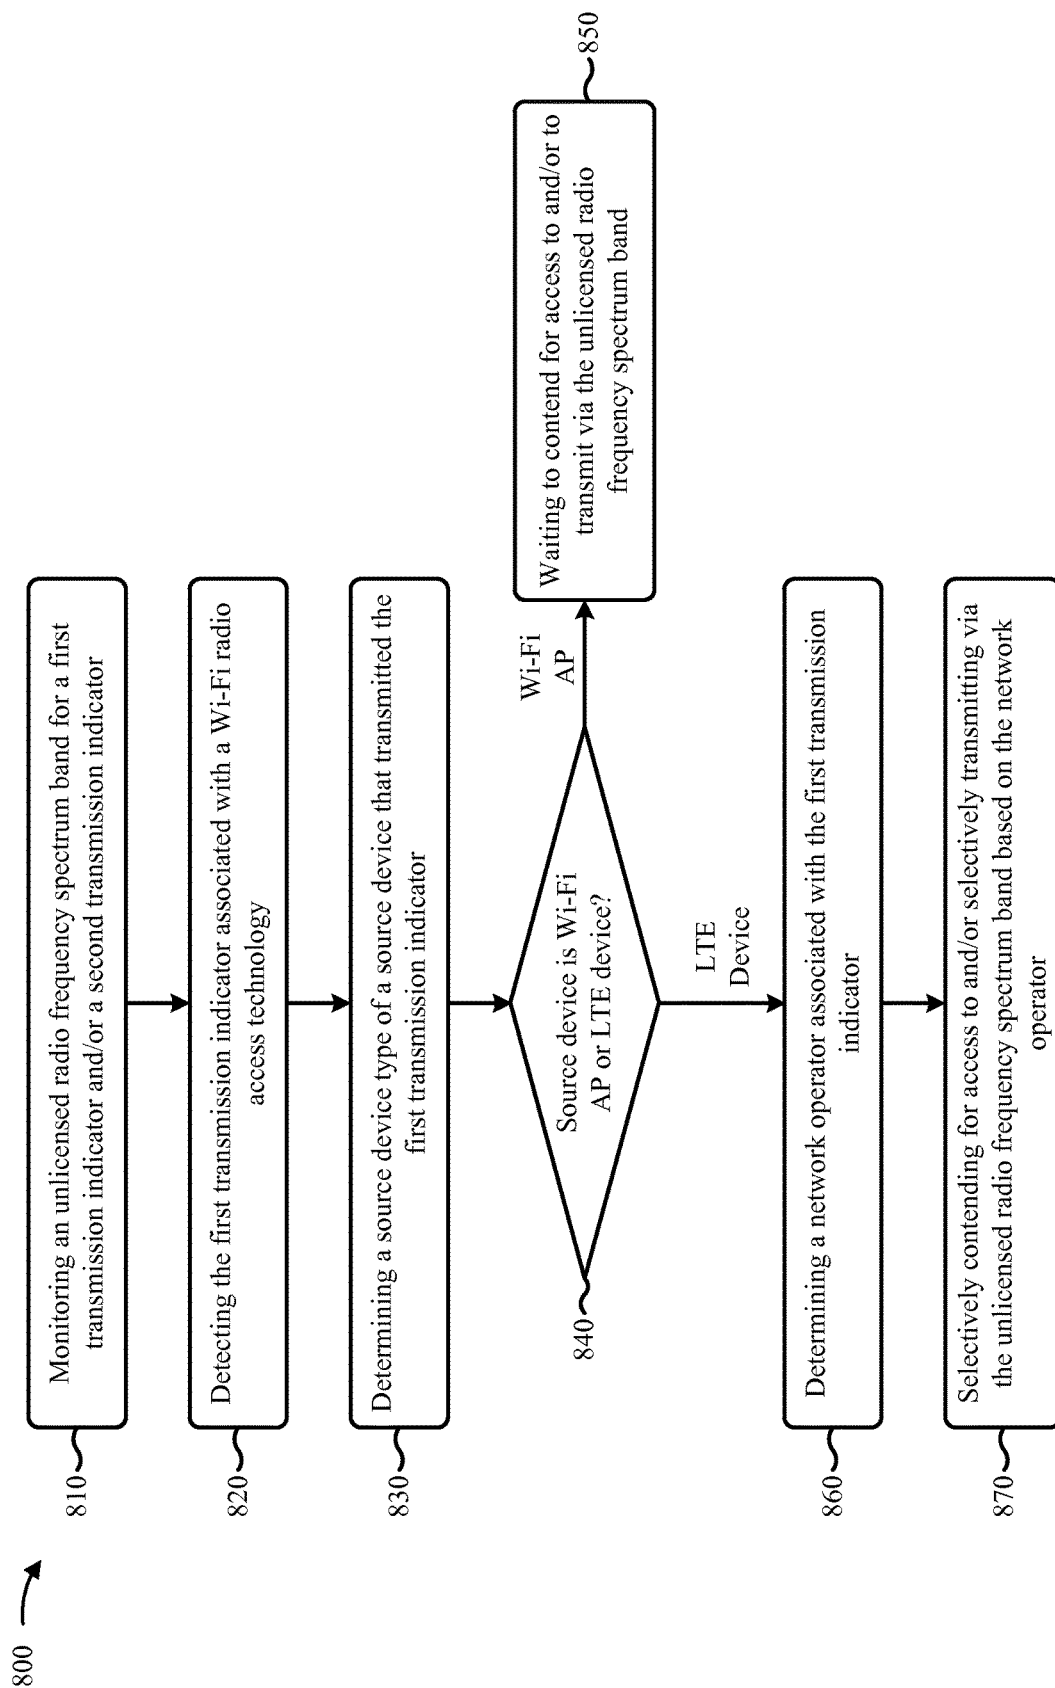 800
810
Monitoring an unlicensed radio frequency spectrum band for a first
transmission indicator and/or a second transmission indicator
820
Detecting the first transmission indicator associated with a Wi-Fi radio
access technology
830
Determining a source device type of a source device that transmitted the
first transmission indicator
840
Source device is Wi-Fi
AP or LTE device?
Wi-Fi
AP
850
Waiting to contend for access to and/or to
transmit via the unlicensed radio
frequency spectrum band
LTE
Device
860
Determining a network operator associated with the first transmission
indicator
870
Selectively contending for access to and/or selectively transmitting via
the unlicensed radio frequency spectrum band based on the network
operator